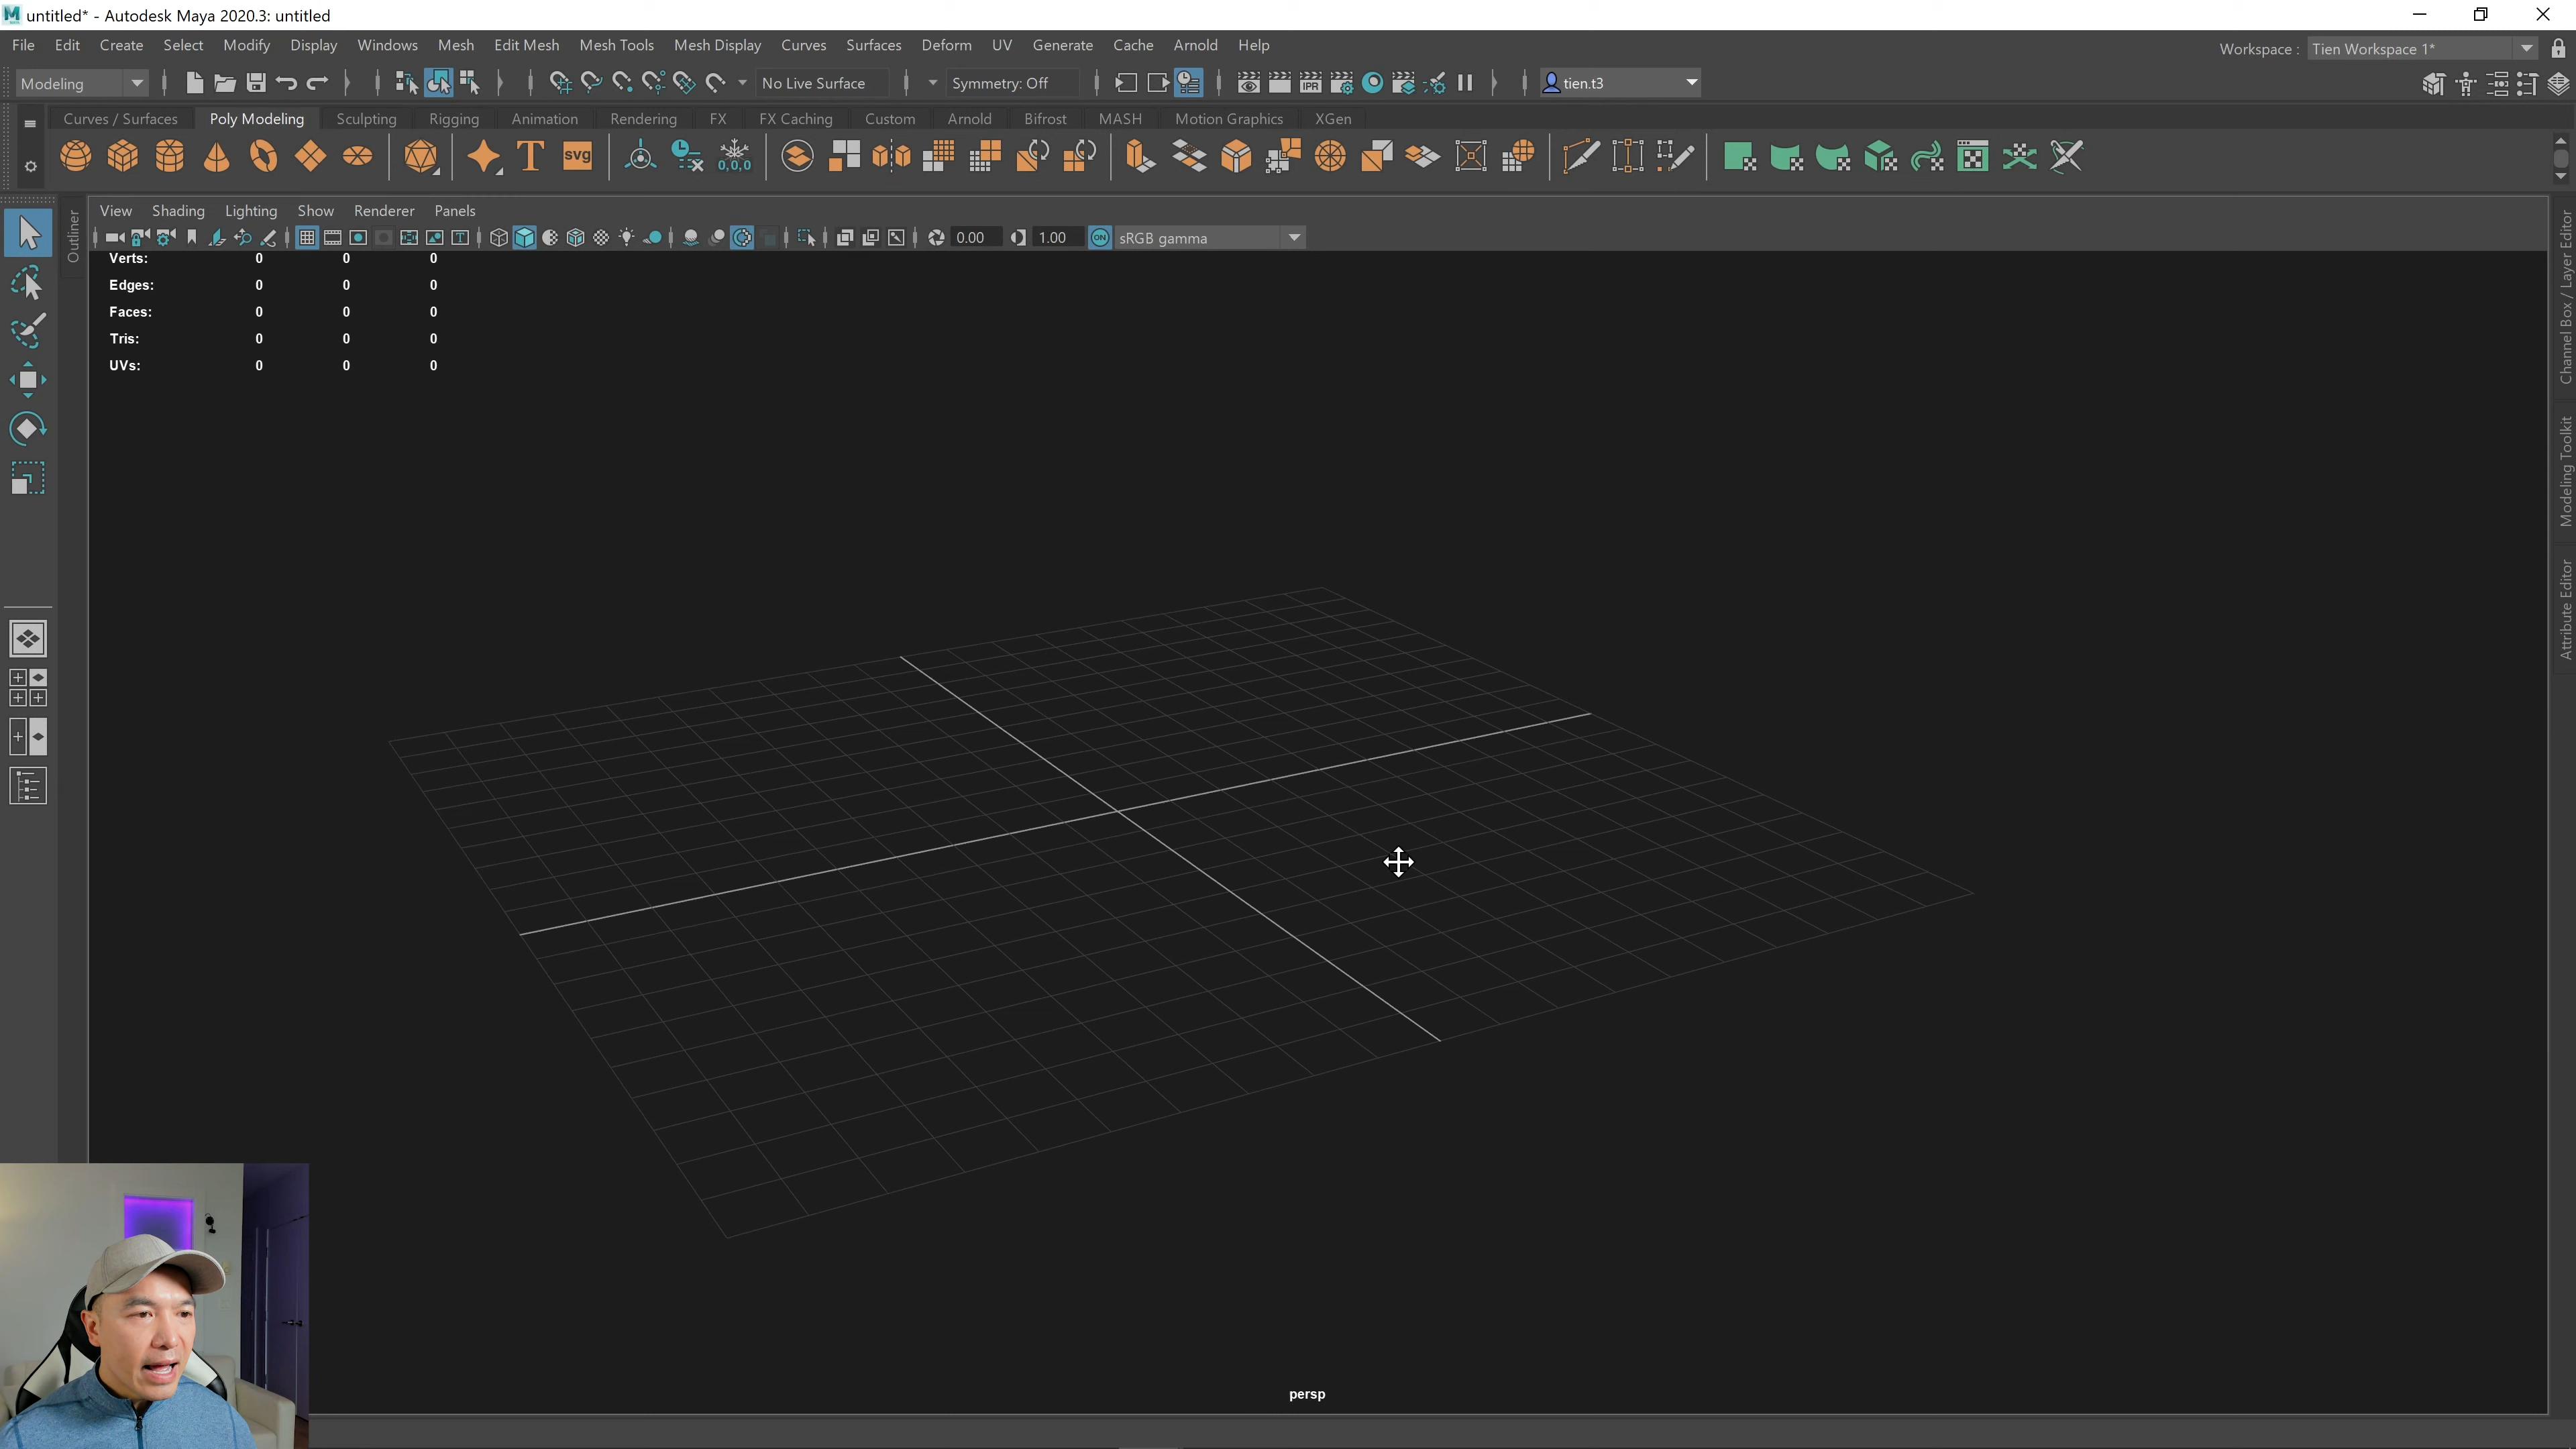 untitled* - Autodesk Maya 2020.3: untitled
File Edit Create Select Modify Display Windows Mesh Edit Mesh Mesh Tools Mesh Display Curves Surfaces Deform UV Generate Cache Arnold Help
Workspace : Tien Workspace 1*
Modeling
No Live Surface
Symmetry: Off
IPR
tien.t3
Curves / Surfaces Poly Modeling Sculpting Rigging Animation Rendering FX FX Caching Custom Arnold Bifrost MASH Motion Graphics XGen
T
svg
0,0,0
View Shading Lighting Show Renderer Panels
0.00 1.00 ON sRGB gamma
Outliner
Verts: 0 0 0
Edges: 0 0 0
Faces: 0 0 0
Tris: 0 0 0
UVs: 0 0 0
Channel Box / Layer Editor
Modeling Toolkit
Attribute Editor
persp